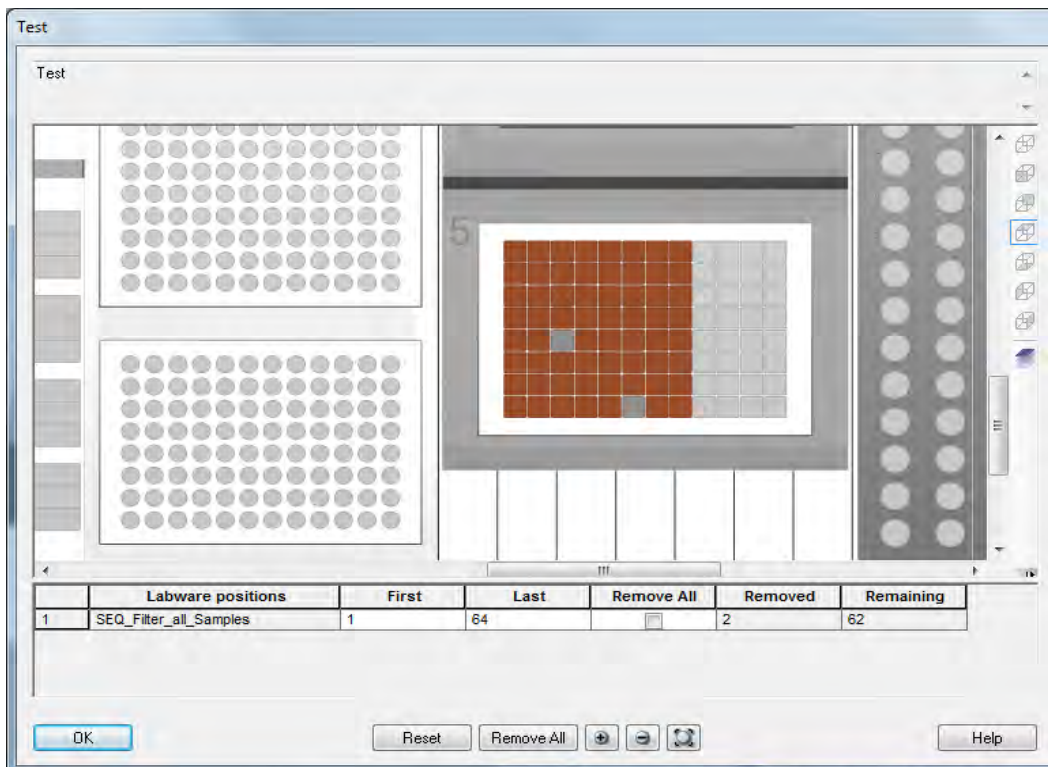 Test
Test
5
Labware positions First Last Remove All Removed Remaining
1 SEQ_Filter_all_Samples 1 64 2 62
OK Reset Remove All Help